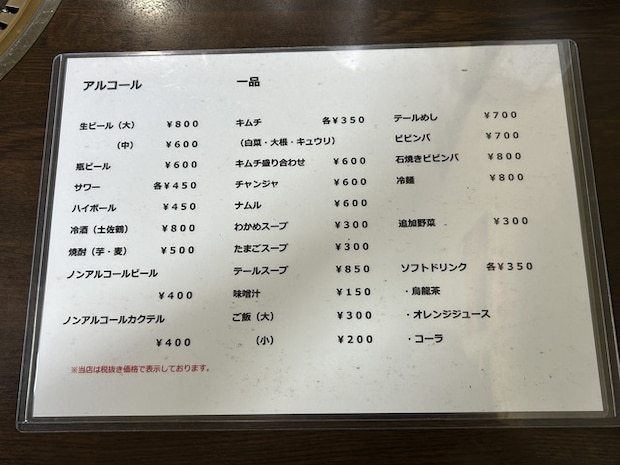 アルコール
生ビール（大） ￥８００
（中） ￥６００
瓶ビール ￥６００
サワー 各￥４５０
ハイボール ￥４５０
冷酒（土佐鶴） ￥８００
焼酎（芋・麦） ￥５００
ノンアルコールビール
￥４００
ノンアルコールカクテル
￥４００
※当店は税抜き価格で表示しております。
一品
キムチ 各￥３５０
（白菜・大根・キュウリ）
キムチ盛り合わせ ￥６００
チャンジャ ￥６００
ナムル ￥６００
わかめスープ ￥３００
たまごスープ ￥３００
テールスープ ￥８５０
味噌汁 ￥１５０
ご飯（大） ￥３００
（小） ￥２００
テールめし ￥７００
ビビンバ ￥７００
石焼きビビンバ ￥８００
冷麺 ￥８００
追加野菜 ￥３００
ソフトドリンク 各￥３５０
・烏龍茶
・オレンジジュース
・コーラ